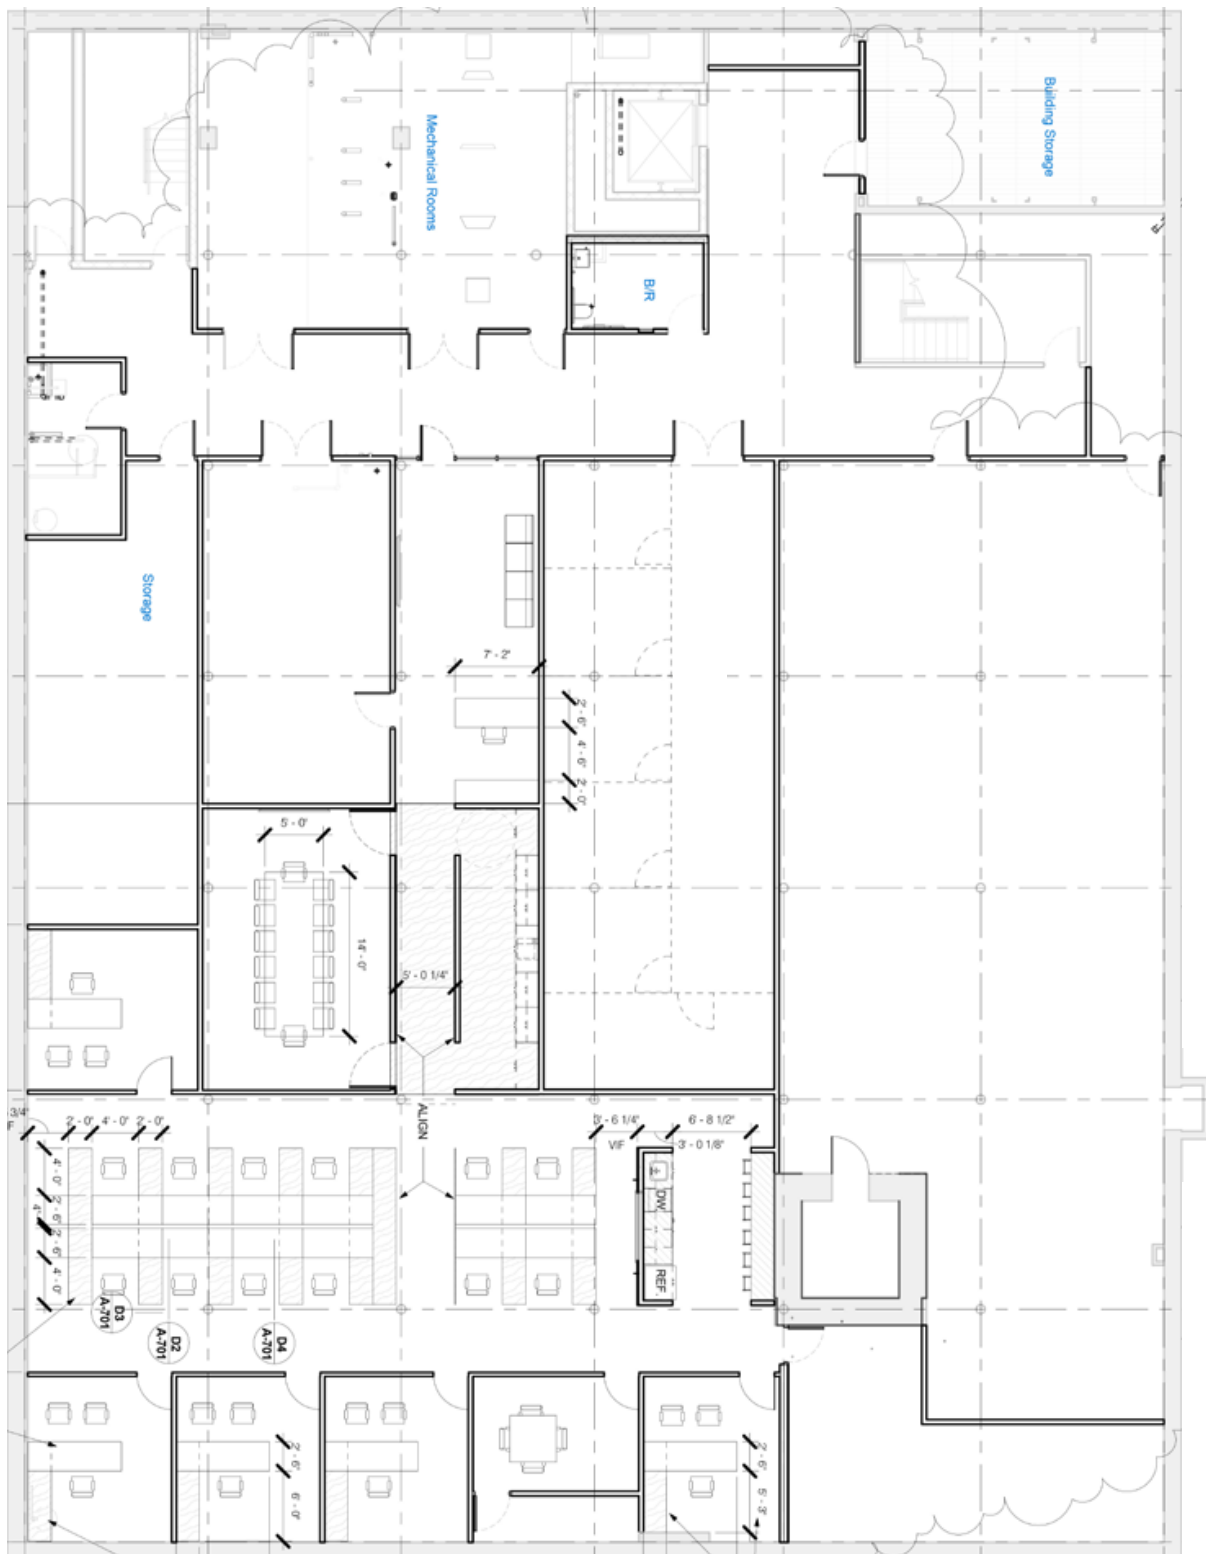 Building Storage
Mechanical Rooms
B/R
Storage
7' - 2"
2' - 6"
4' - 6"
2' - 0"
5' - 0"
14' - 0"
5' - 0 1/4"
ALIGN
3/4"
2' - 0"
4' - 0"
2' - 0"
3' - 6 1/4"
6' - 8 1/2"
VIF
3' - 0 1/8"
4' - 0"
2' - 6"
4"
2' - 6"
4' - 0"
DW
REF.
D3
A-701
D2
A-701
D4
A-701
2' - 6"
6' - 0"
2' - 6"
5' - 3"